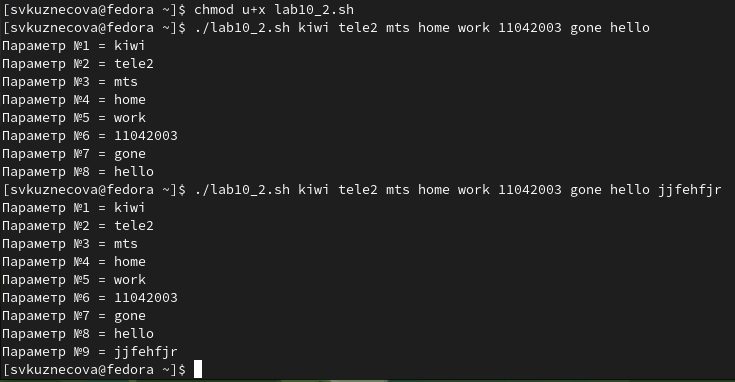 [svkuznecova@fedora ~]$ chmod u+x lab10_2.sh
[svkuznecova@fedora ~]$ ./lab10_2.sh kiwi tele2 mts home work 11042003 gone hello
Параметр №1 = kiwi
Параметр №2 = tele2
Параметр №3 = mts
Параметр №4 = home
Параметр №5 = work
Параметр №6 = 11042003
Параметр №7 = gone
Параметр №8 = hello
[svkuznecova@fedora ~]$ ./lab10_2.sh kiwi tele2 mts home work 11042003 gone hello jjfehfjr
Параметр №1 = kiwi
Параметр №2 = tele2
Параметр №3 = mts
Параметр №4 = home
Параметр №5 = work
Параметр №6 = 11042003
Параметр №7 = gone
Параметр №8 = hello
Параметр №9 = jjfehfjr
[svkuznecova@fedora ~]$